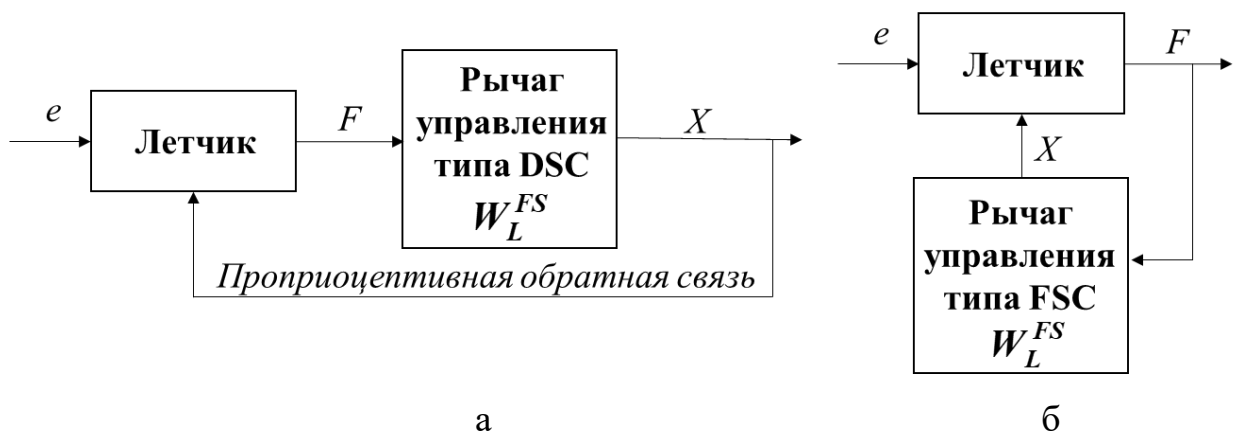 e
Летчик
F
Рычаг
управления
типа DSC
W_L^{FS}
X
Проприоцептивная обратная связь
а
e
Летчик
F
X
Рычаг
управления
типа FSC
W_L^{FS}
б